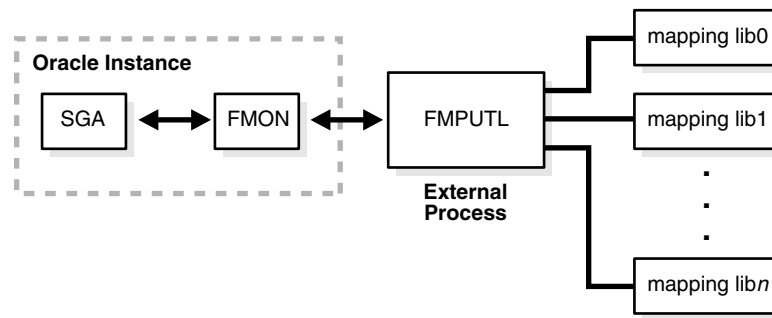 Oracle Instance
SGA
FMON
FMPUTL
External
Process
mapping lib0
mapping lib1
.
.
.
mapping libn